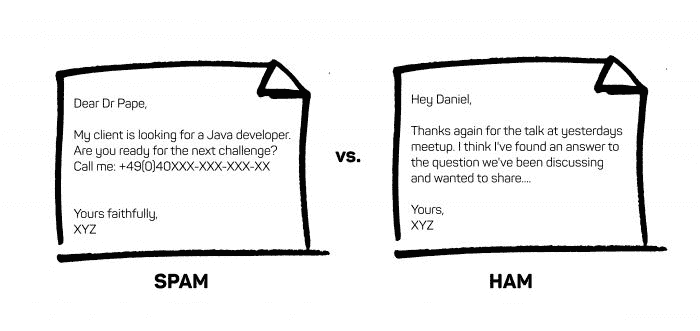 Dear Dr Pape,
My client is looking for a Java developer.
Are you ready for the next challenge?
Call me: +49(0)40XXX-XXX-XXX-XX
Yours faithfully,
XYZ
SPAM
vs.
Hey Daniel,
Thanks again for the talk at yesterdays
meetup. I think I've found an answer to
the question we've been discussing
and wanted to share....
Yours,
XYZ
HAM